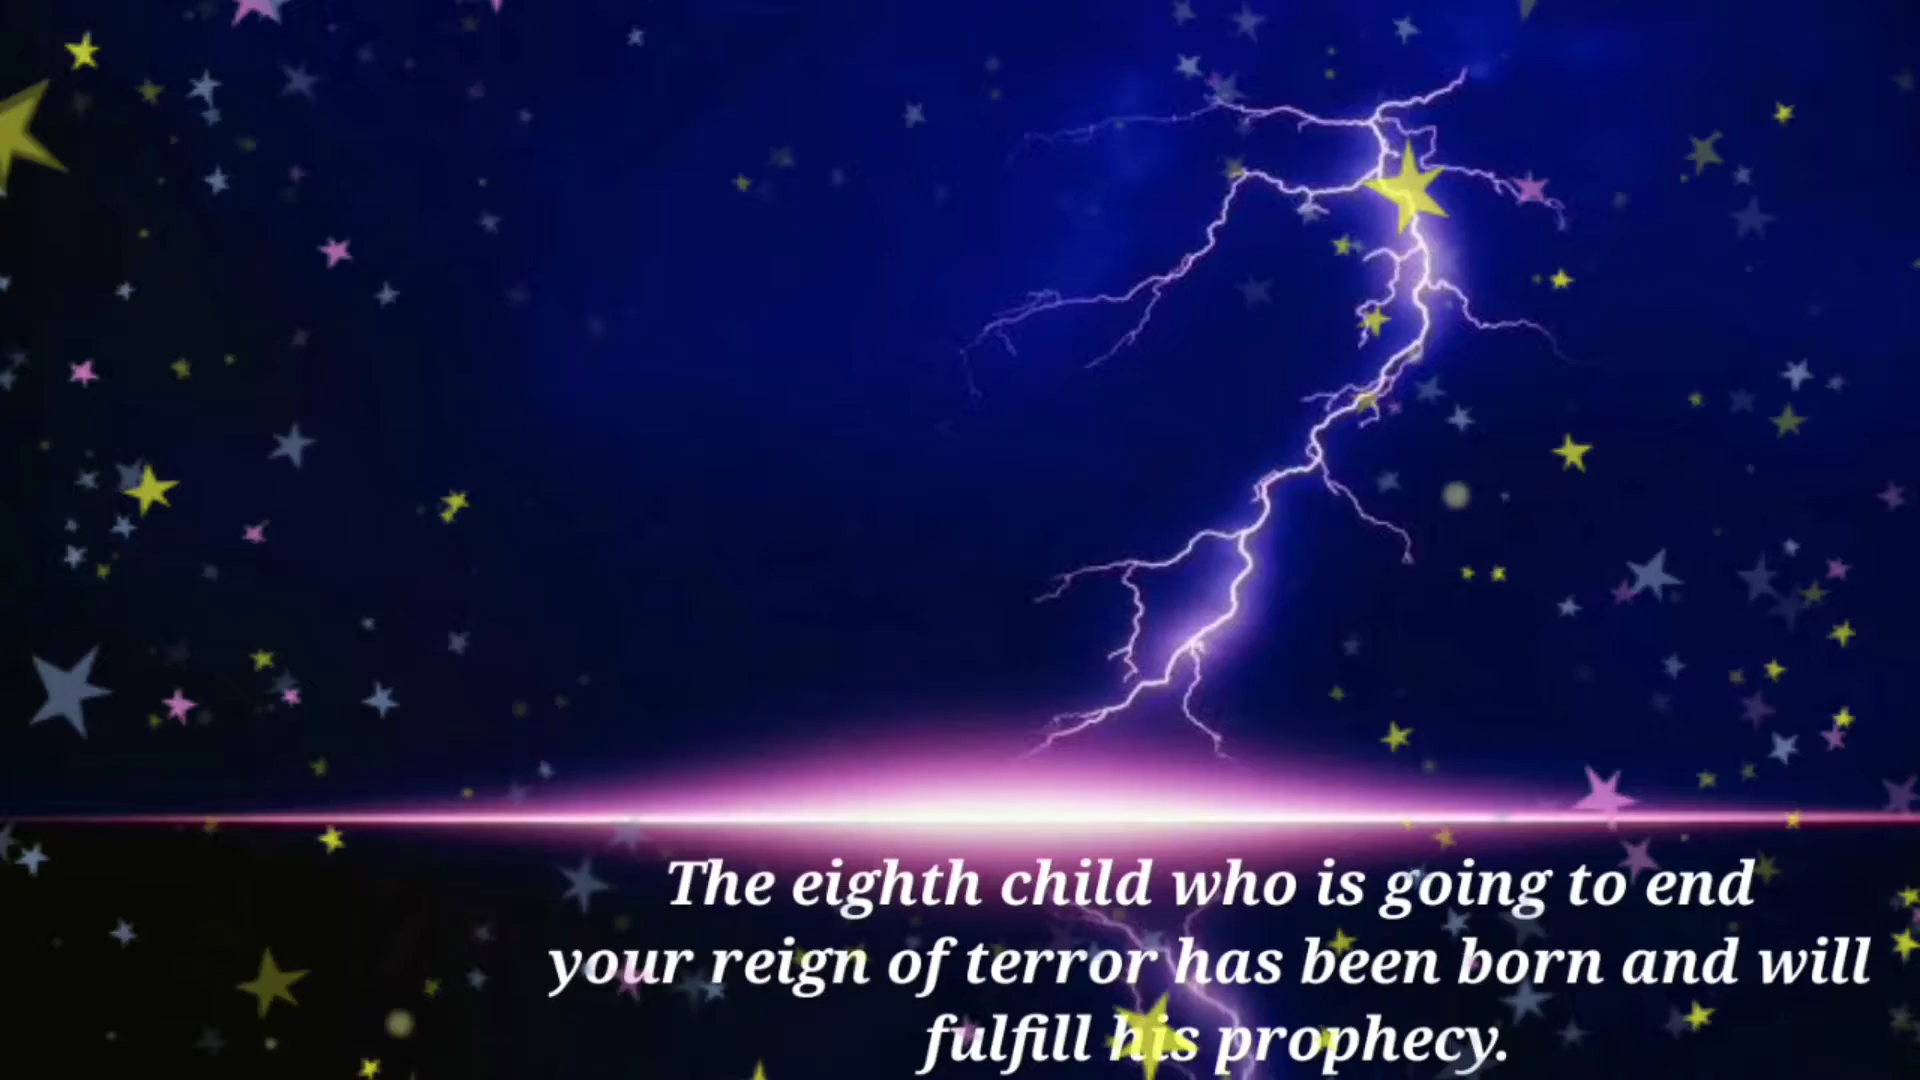 The eighth child who is going to end
your reign of terror has been born and will
fulfill his prophecy.